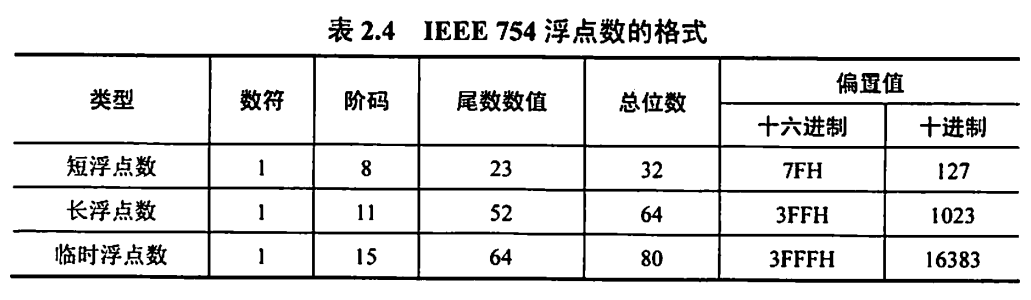 表 2.4 IEEE 754 浮点数的格式
类型 数符 阶码 尾数数值 总位数 偏置值
十六进制 十进制
短浮点数 1 8 23 32 7FH 127
长浮点数 1 11 52 64 3FFH 1023
临时浮点数 1 15 64 80 3FFFH 16383